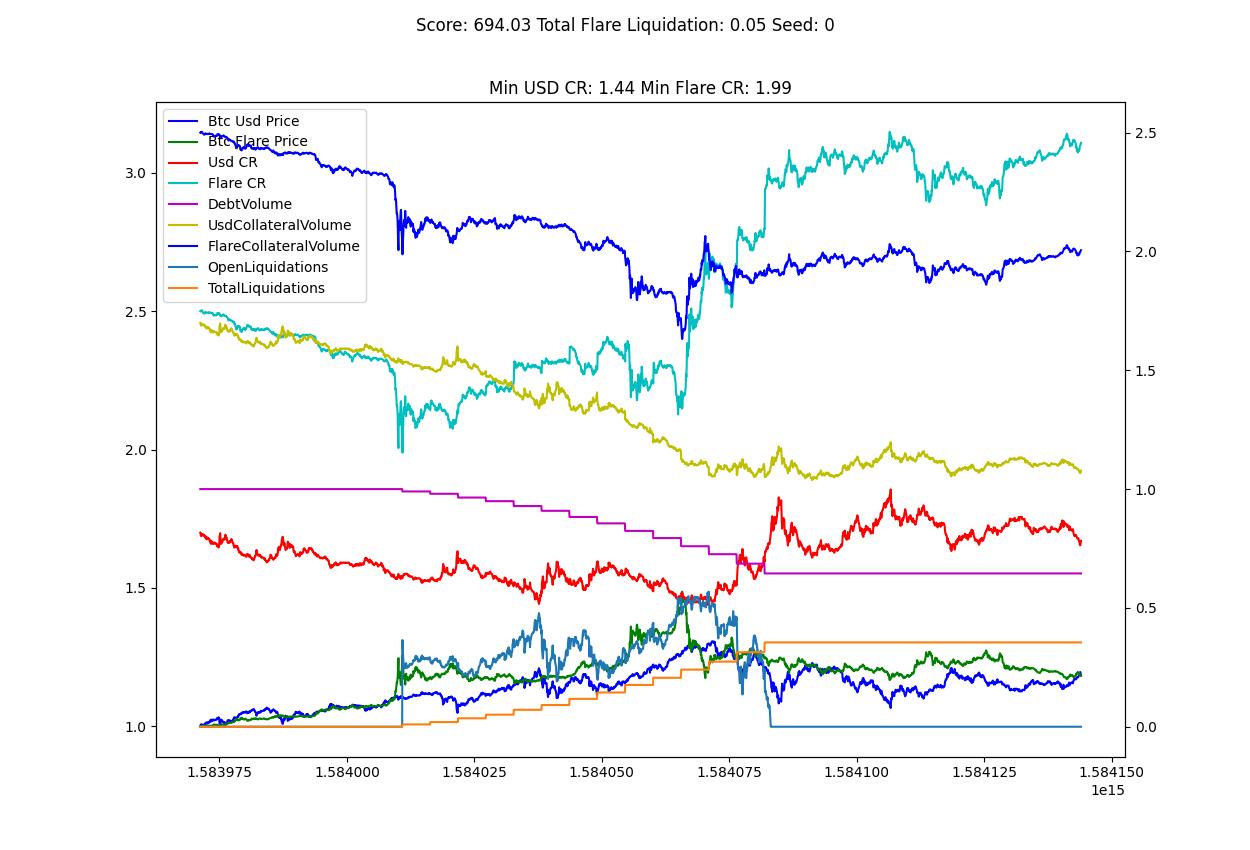 Score: 694.03 Total Flare Liquidation: 0.05 Seed: 0
Min USD CR: 1.44 Min Flare CR: 1.99
Btc Usd Price
Btc Flare Price
Usd CR
Flare CR
DebtVolume
UsdCollateralVolume
FlareCollateralVolume
OpenLiquidations
TotalLiquidations
3.0
2.5
2.0
1.5
1.0
2.5
2.0
1.5
1.0
0.5
0.0
1.583975 1.584000 1.584025 1.584050 1.584075 1.584100 1.584125 1.584150
1e15